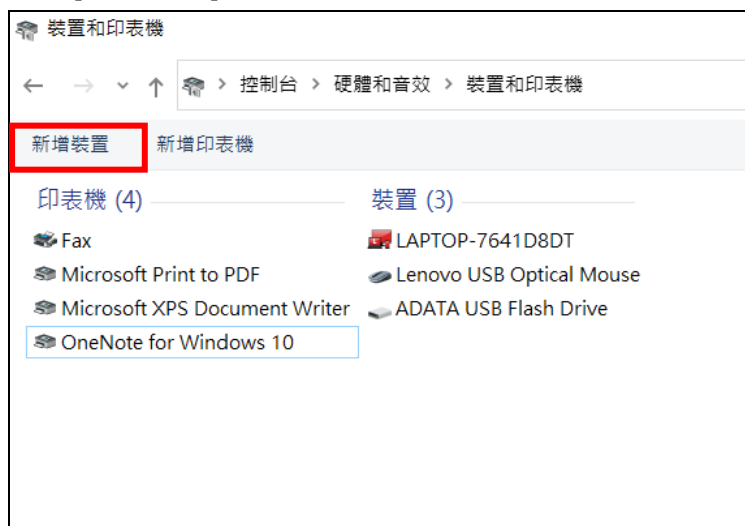 裝置和印表機
控制台 > 硬體和音效 > 裝置和印表機
新增裝置 新增印表機
印表機 (4)
Fax
Microsoft Print to PDF
Microsoft XPS Document Writer
OneNote for Windows 10
裝置 (3)
LAPTOP-7641D8DT
Lenovo USB Optical Mouse
ADATA USB Flash Drive